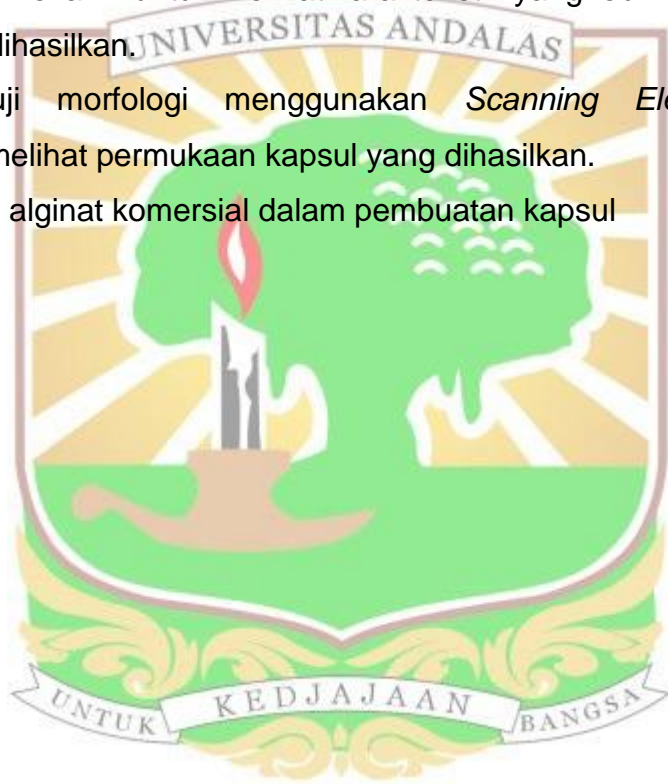 yang
dihasilkan.
UNIVERSITAS ANDALAS
uji morfologi menggunakan Scanning
melihat permukaan kapsul yang dihasilkan.
alginat komersial dalam pembuatan kapsul
UNTUK KEDJAJAAN BANGSA